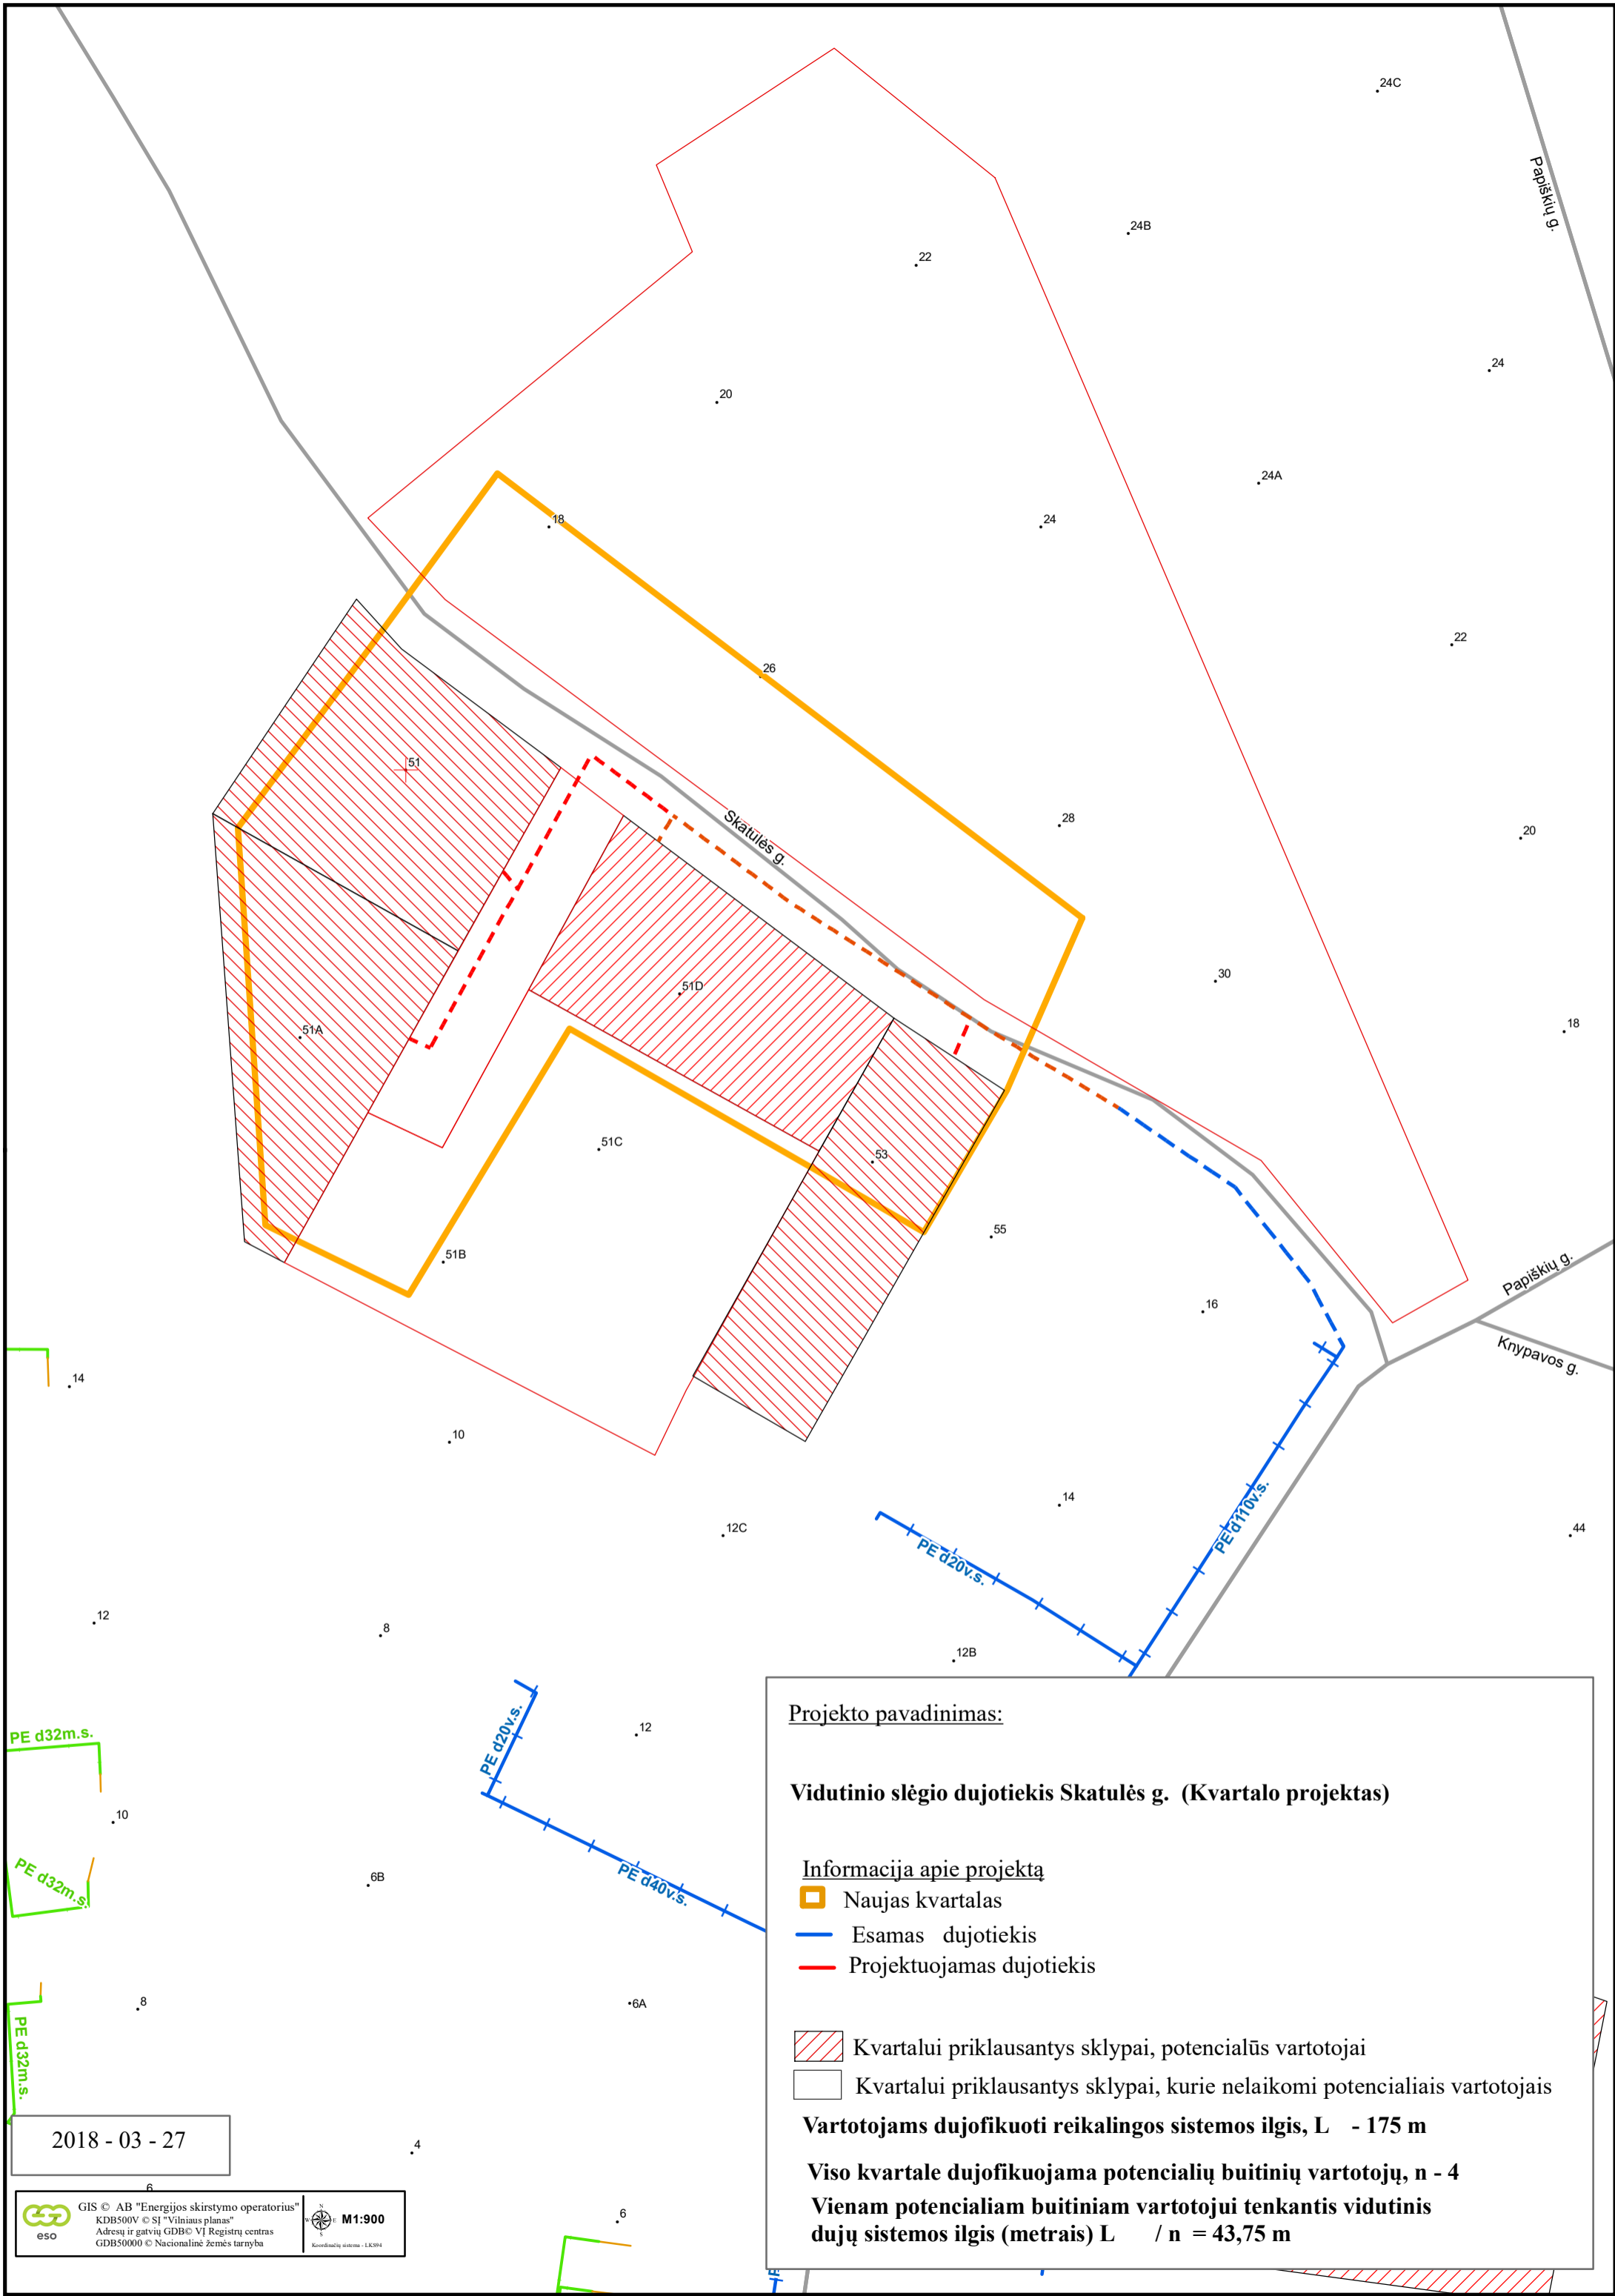 24C
Papiškių g.
24B
22
24
20
24A
18
24
22
26
51
28
20
Skatulės g.
30
51D
18
51A
51C
53
55
51B
Papiškių g.
16
Knypavos g.
14
10
14
PE d110v.s.
12C
44
PE d20v.s.
12
8
12B
PE d20v.s.
12
PE d32m.s.
10
PE d32m.s.
6B
PE d40v.s.
8
6A
PE d32m.s.
4
6
6
Projekto pavadinimas:
Vidutinio slėgio dujotiekis Skatulės g. (Kvartalo projektas)
Informacija apie projektą
Naujas kvartalas
Esamas dujotiekis
Projektuojamas dujotiekis
Kvartalui priklausantys sklypai, potencialūs vartotojai
Kvartalui priklausantys sklypai, kurie nelaikomi potencialiais vartotojais
Vartotojams dujofikuoti reikalingos sistemos ilgis, L - 175 m
Viso kvartale dujofikuojama potencialių buitinių vartotojų, n - 4
Vienam potencialiam buitiniam vartotojui tenkantis vidutinis
dujų sistemos ilgis (metrais) L / n = 43,75 m
2018 - 03 - 27
eso
GIS © AB "Energijos skirstymo operatorius"
KDB500V © SĮ "Vilniaus planas"
Adresų ir gatvių GDB© VĮ Registrų centras
GDB50000 © Nacionalinė žemės tarnyba
N
W E
S
M1:900
Koordinačių sistema - LKS94